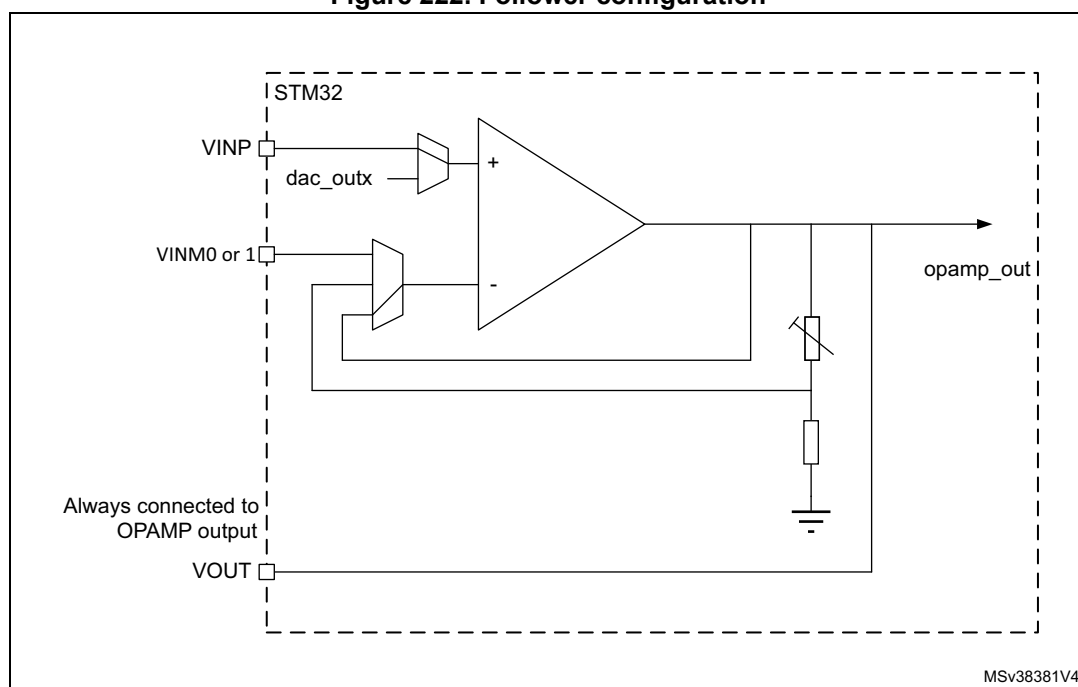 Figure 222. Follower configuration
STM32
VINP
+
dac_outx
VINM0 or 1
opamp_out
-
Always connected to
OPAMP output
VOUT
MSv38381V4